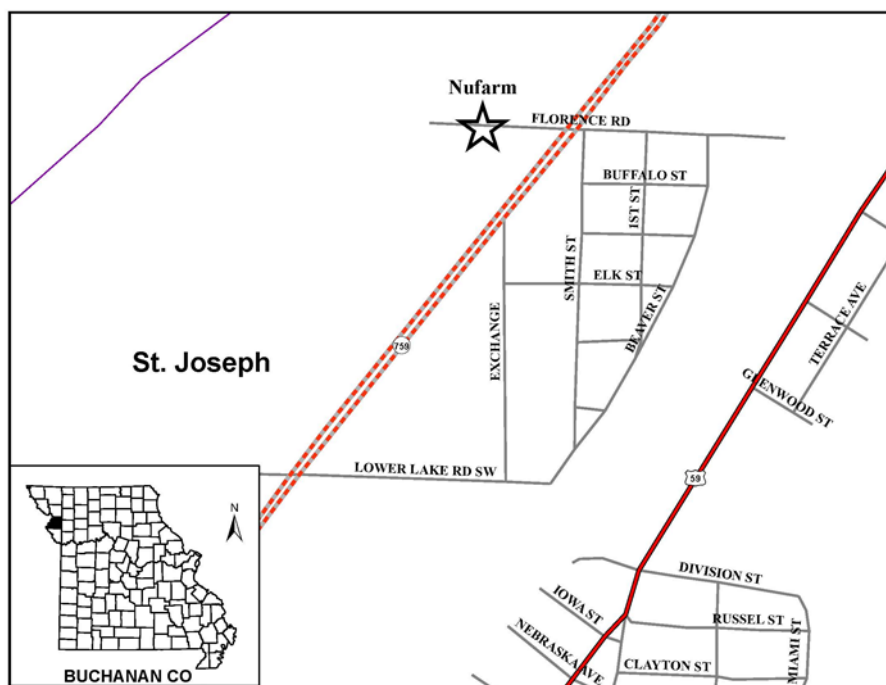 Nufarm
FLORENCE RD
BUFFALO ST
1ST ST
SMITH ST
ELK ST
BEAVER ST
EXCHANGE
TERRACE AVE
759
St. Joseph
GLENWOOD ST
LOWER LAKE RD SW
59
N
DIVISION ST
IOWA ST
RUSSEL ST
NEBRASKA AVE
MIAMI ST
CLAYTON ST
BUCHANAN CO